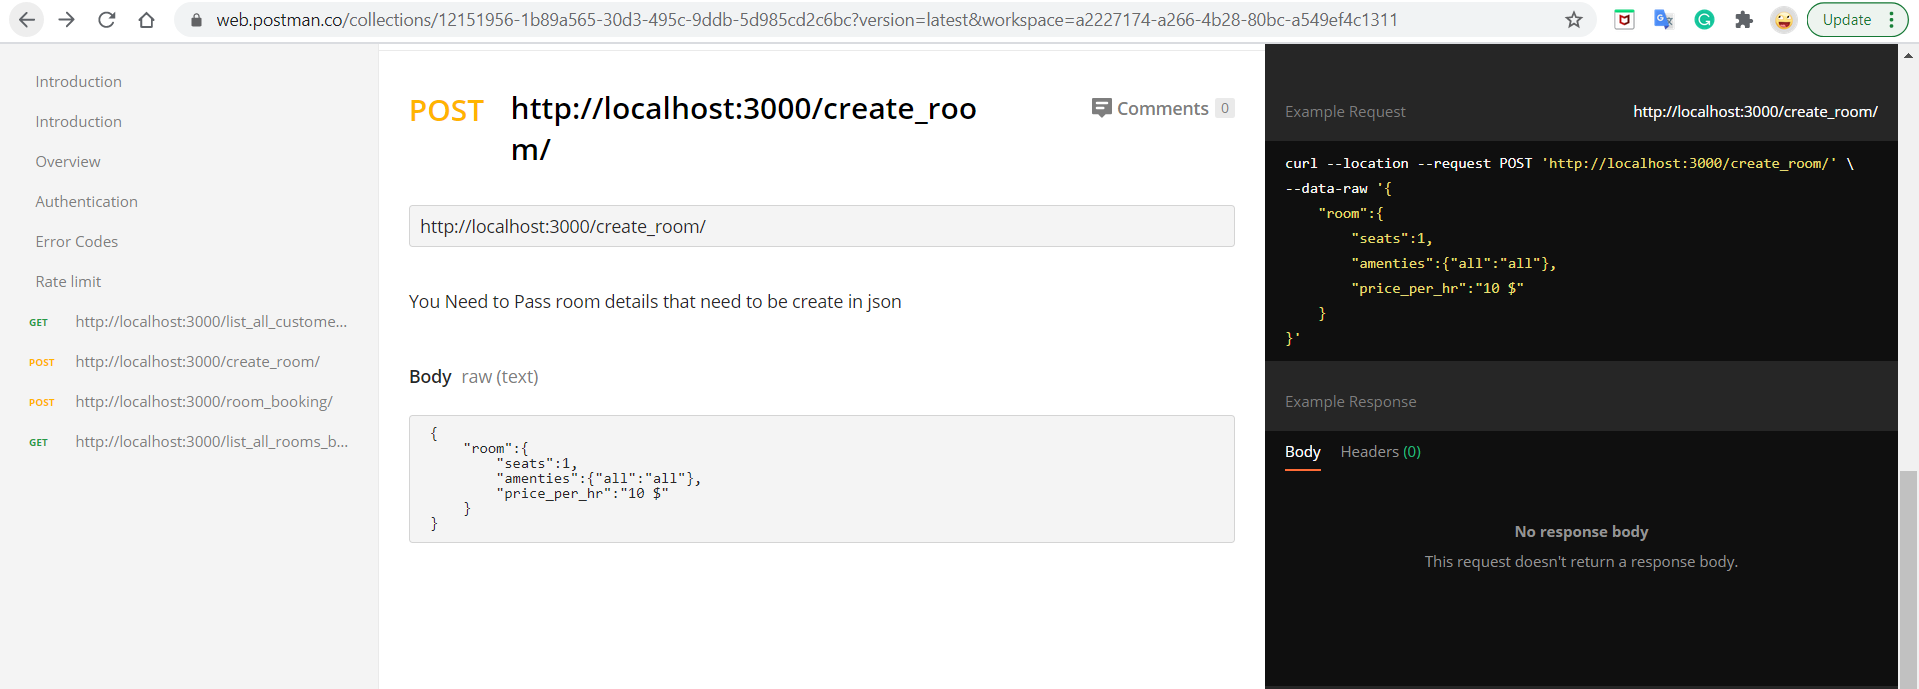 web.postman.co/collections/12151956-1b89a565-30d3-495c-9ddb-5d985cd2c6bc?version=latest&workspace=a2227174-a266-4b28-80bc-a549ef4c1311
Update
Introduction
Introduction
Overview
Authentication
Error Codes
Rate limit
GET http://localhost:3000/list_all_custome...
POST http://localhost:3000/create_room/
POST http://localhost:3000/room_booking/
GET http://localhost:3000/list_all_rooms_b...
POST http://localhost:3000/create_roo
m/
Comments 0
http://localhost:3000/create_room/
You Need to Pass room details that need to be create in json
Body raw (text)
{
"room":{
"seats":1,
"amenties":{"all":"all"},
"price_per_hr":"10 $"
}
}
Example Request http://localhost:3000/create_room/
curl --location --request POST 'http://localhost:3000/create_room/' \
--data-raw '{
"room":{
"seats":1,
"amenties":{"all":"all"},
"price_per_hr":"10 $"
}
}'
Example Response
Body Headers (0)
No response body
This request doesn't return a response body.